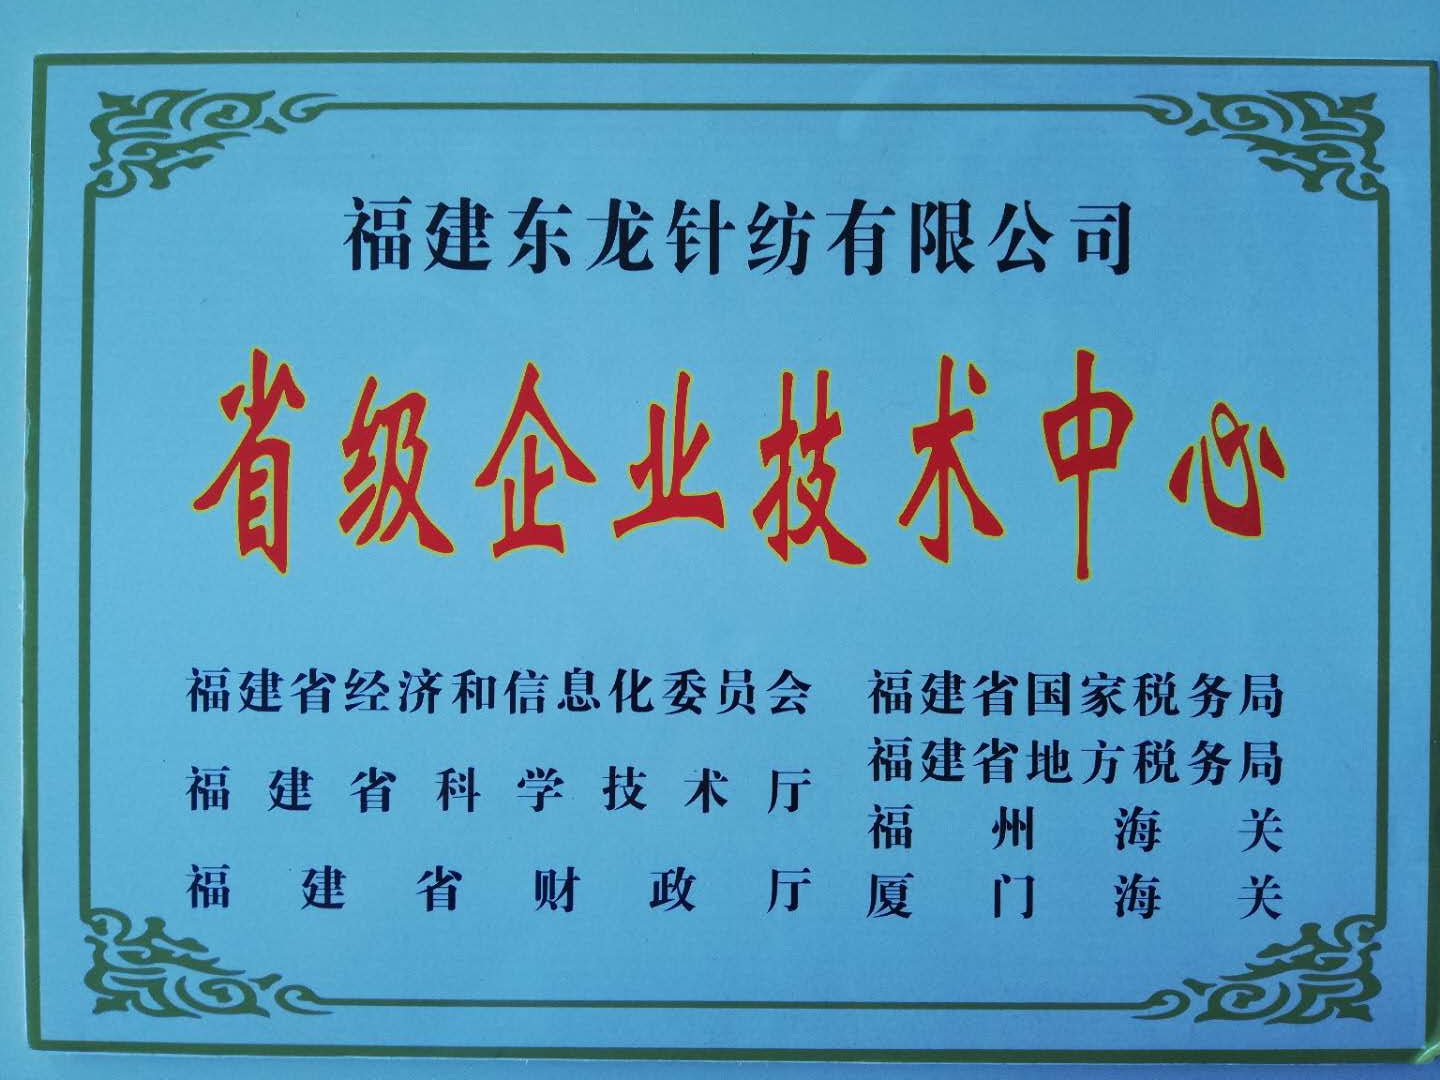 福建东龙针纺有限公司
省级企业技术中心
福建省经济和信息化委员会
福建省科学技术厅
福建省财政厅
福建省国家税务局
福建省地方税务局
福州海关
厦门海关